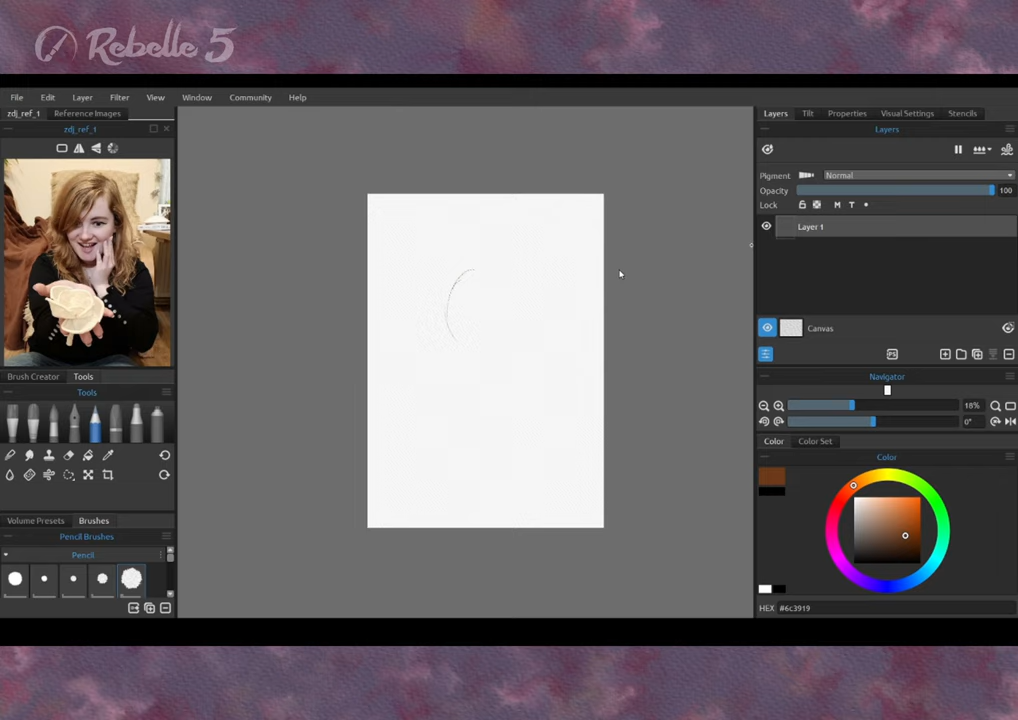 Rebelle 5
File Edit Layer Filter View Window Community Help
zdj_ref_1 Reference Images
zdj_ref_1
Brush Creator Tools
Tools
Volume Presets Brushes
Pencil Brushes
Pencil
Layers Tilt Properties Visual Settings Stencils
Layers
Pigment Normal
Opacity 100
Lock M T
Layer 1
Canvas
PS
Navigator
18%
0°
Color Color Set
Color
HEX #6c3919